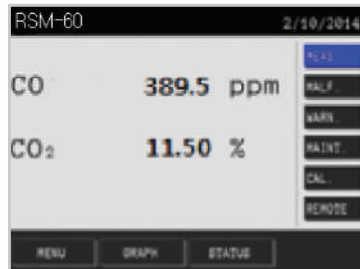 RSM-60 2/10/2014
MEAS
CO 389.5 ppm
MALF.
WARN.
CO₂ 11.50 %
MAINT.
CAL.
REMOTE
MENU GRAPH STATUS